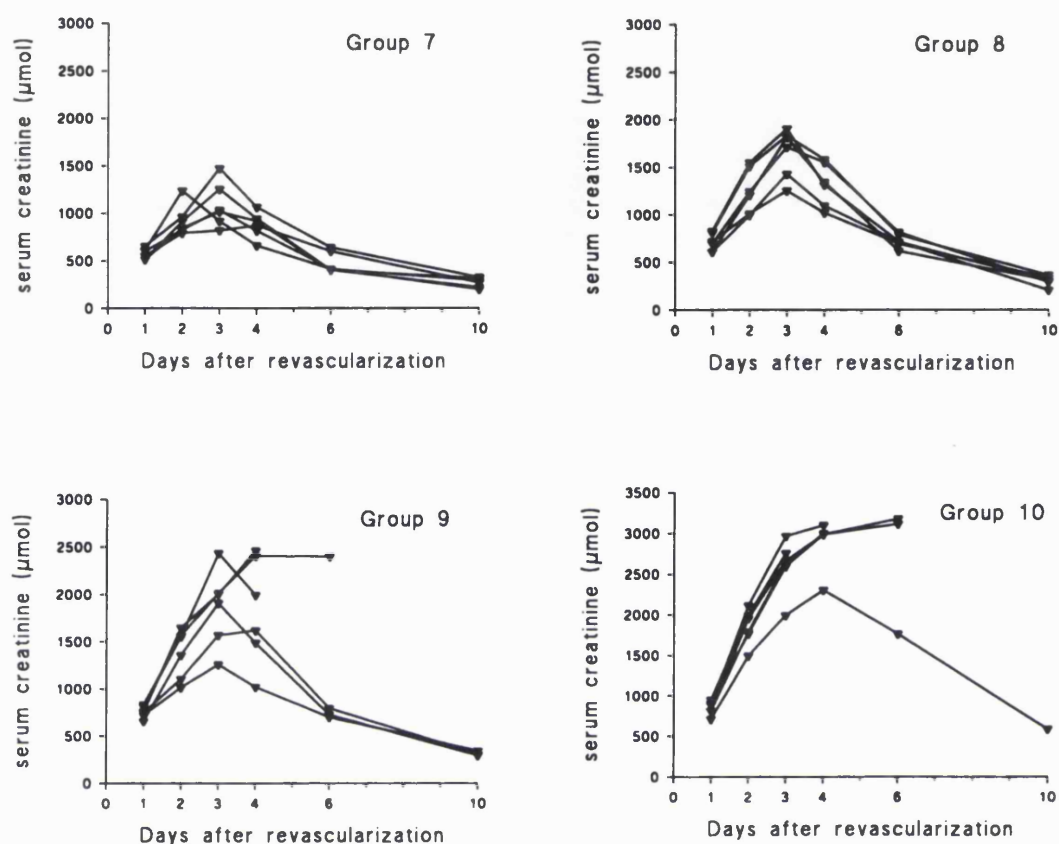 Group 7
serum creatinine (µmol)
3000
2500
2000
1500
1000
500
0
0 1 2 3 4 6 10
Days after revascularization
Group 8
serum creatinine (µmol)
3000
2500
2000
1500
1000
500
0
0 1 2 3 4 6 10
Days after revascularization
Group 9
serum creatinine (µmol)
3000
2500
2000
1500
1000
500
0
0 1 2 3 4 6 10
Days after revascularization
Group 10
serum creatinine (µmol)
3500
3000
2500
2000
1500
1000
500
0
0 1 2 3 4 6 10
Days after revascularization